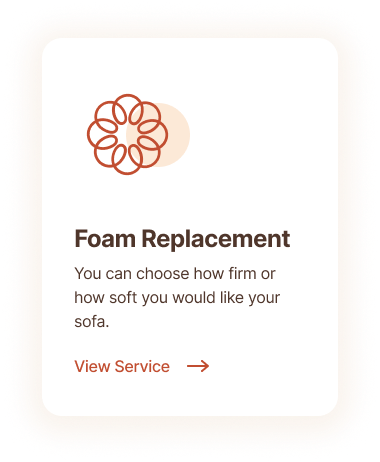 Foam Replacement
You can choose how firm or
how soft you would like your
sofa.
View Service